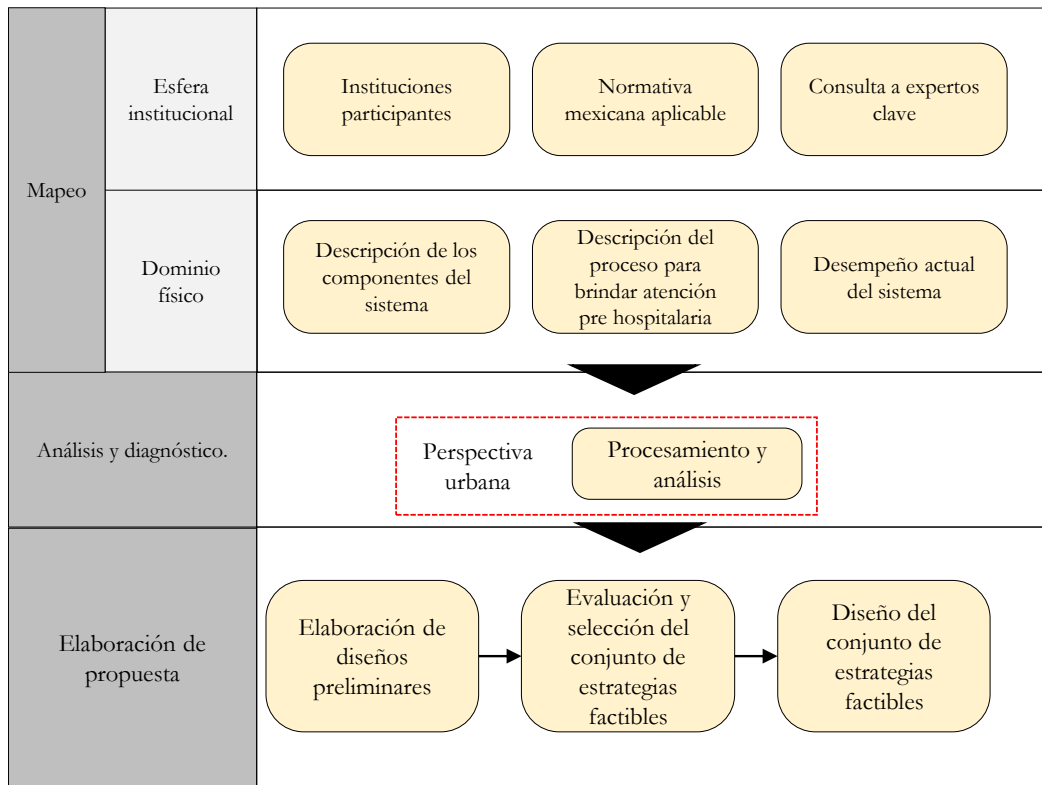 Mapeo
Esfera
institucional
Instituciones
participantes
Normativa
mexicana aplicable
Consulta a expertos
clave
Dominio
físico
Descripción de los
componentes del
sistema
Descripción del
proceso para
brindar atención
pre hospitalaria
Desempeño actual
del sistema
Análisis y diagnóstico.
Perspectiva
urbana
Procesamiento y
análisis
Elaboración de
propuesta
Elaboración de
diseños
preliminares
Evaluación y
selección del
conjunto de
estrategias
factibles
Diseño del
conjunto de
estrategias
factibles